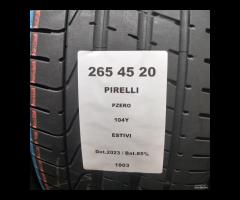 265 45 20
PIRELLI
PZERO
104Y
ESTIVI
Dot.2023 / Bat.85%
1003